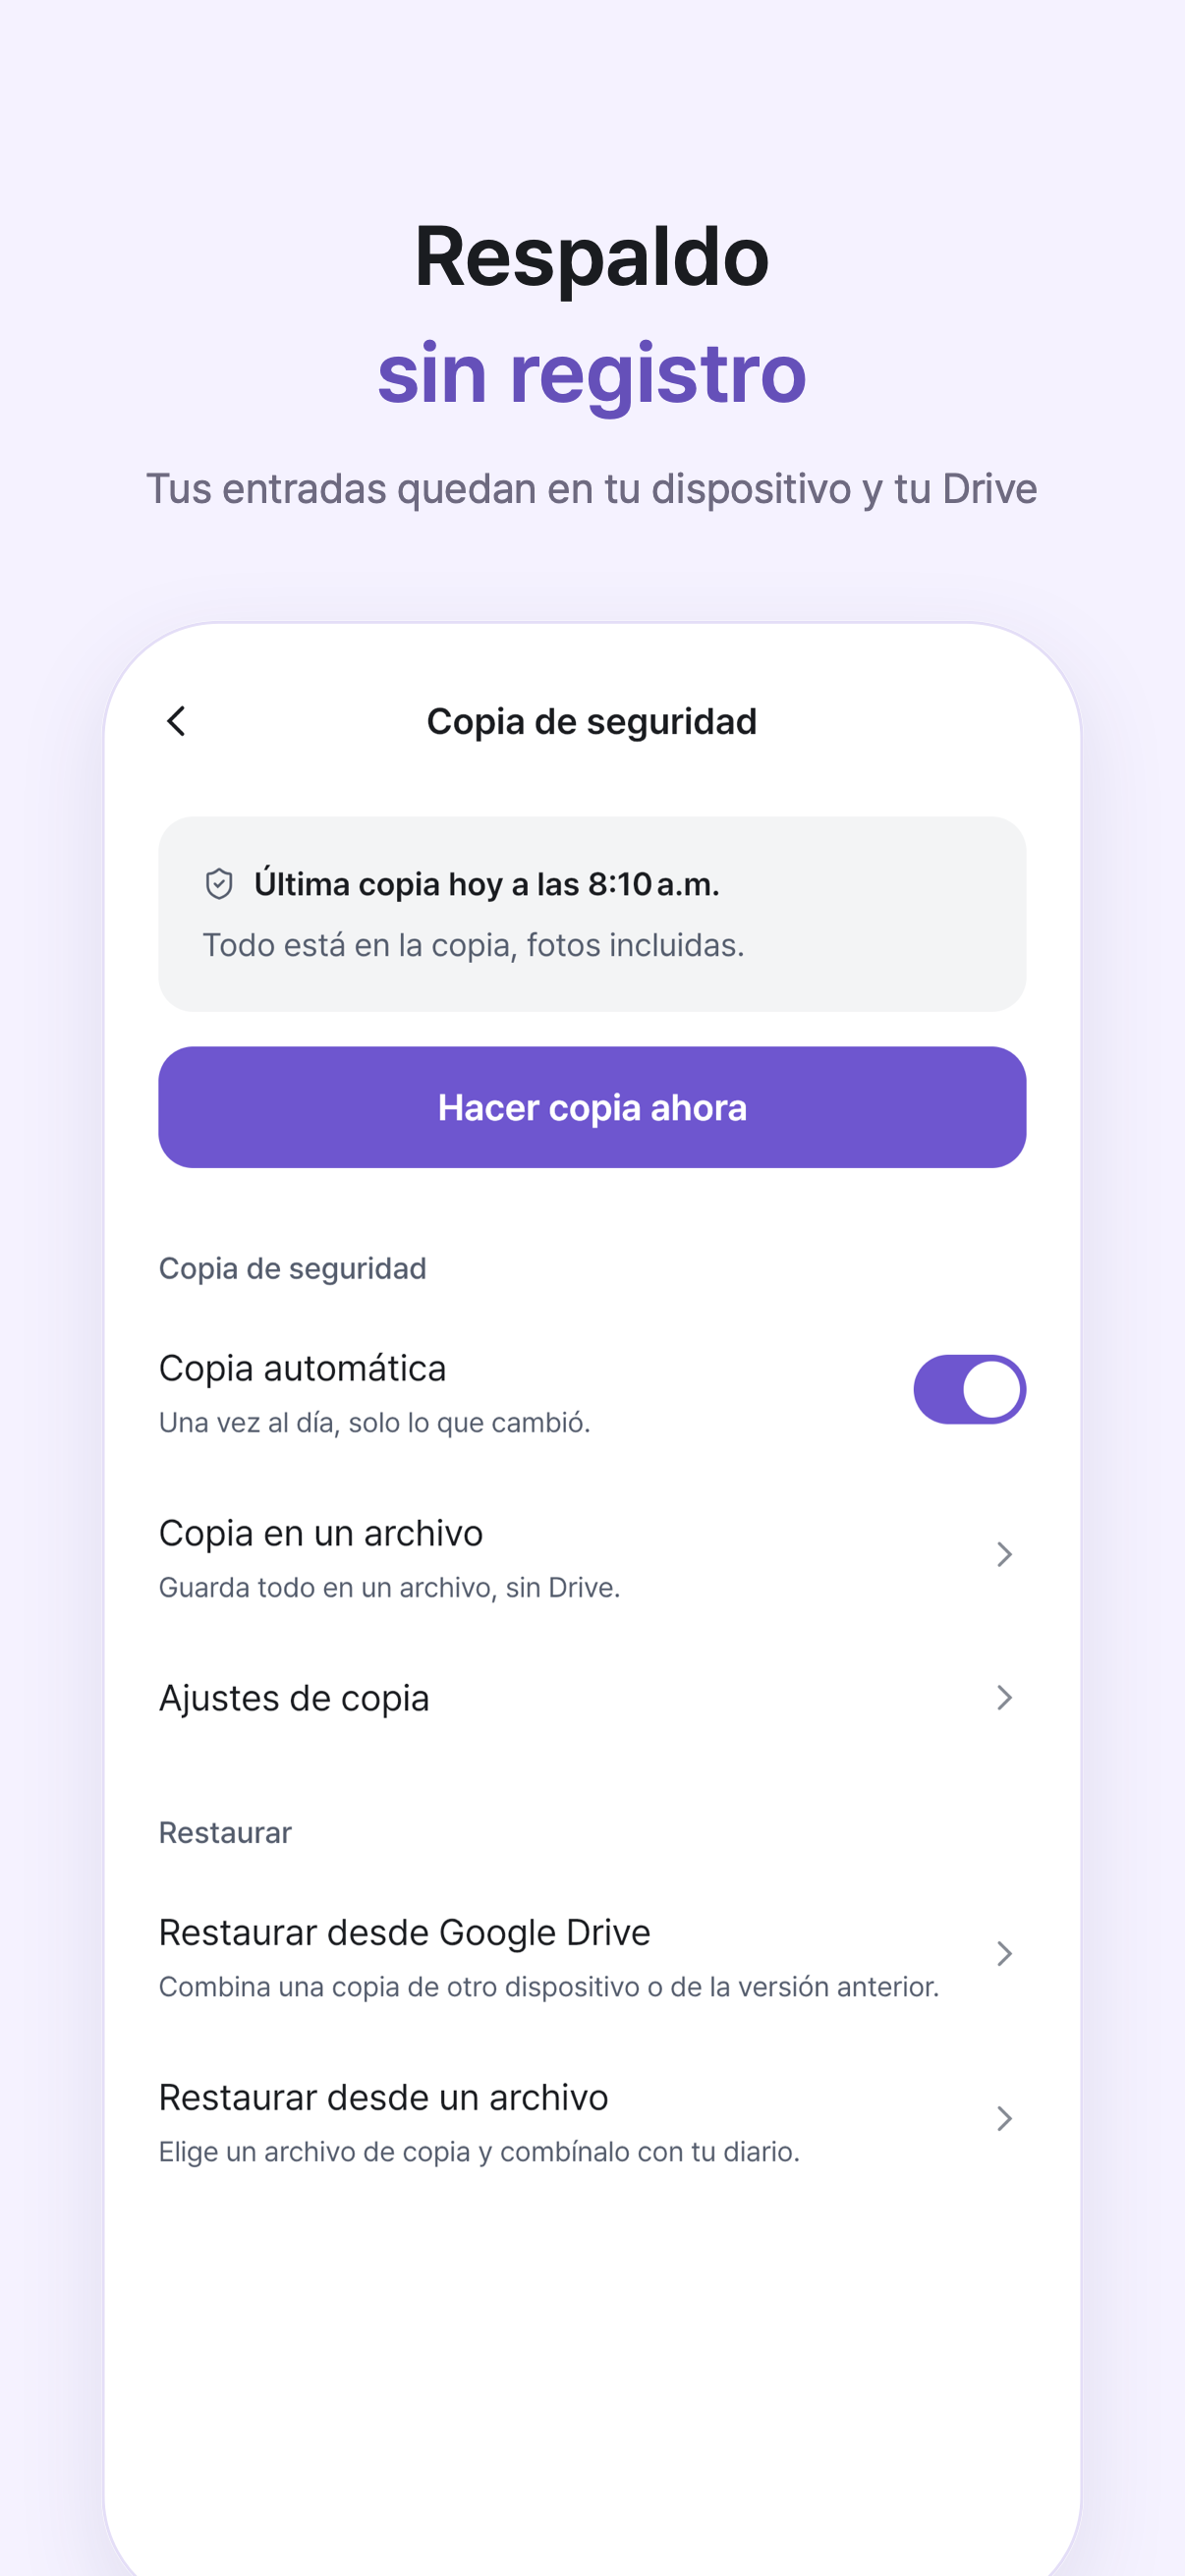 Respaldo
sin registro
Tus entradas quedan en tu dispositivo y tu Drive
Copia de seguridad
Última copia hoy a las 8:10 a.m.
Todo está en la copia, fotos incluidas.
Hacer copia ahora
Copia de seguridad
Copia automática
Una vez al día, solo lo que cambió.
Copia en un archivo
Guarda todo en un archivo, sin Drive.
Ajustes de copia
Restaurar
Restaurar desde Google Drive
Combina una copia de otro dispositivo o de la versión anterior.
Restaurar desde un archivo
Elige un archivo de copia y combínalo con tu diario.